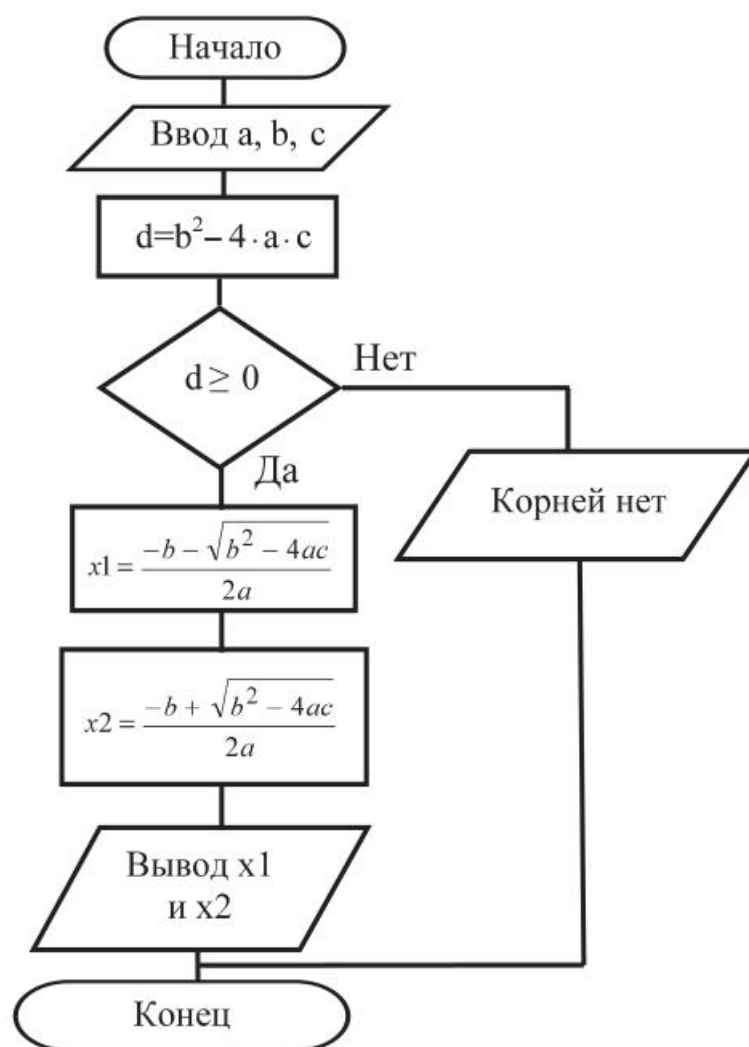 Начало
Ввод a, b, c
d=b²– 4 · a · c
d ≥ 0
Нет
Да
Корней нет
x1 = (-b - √(b² - 4ac)) / 2a
x2 = (-b + √(b² - 4ac)) / 2a
Вывод x1
и x2
Конец